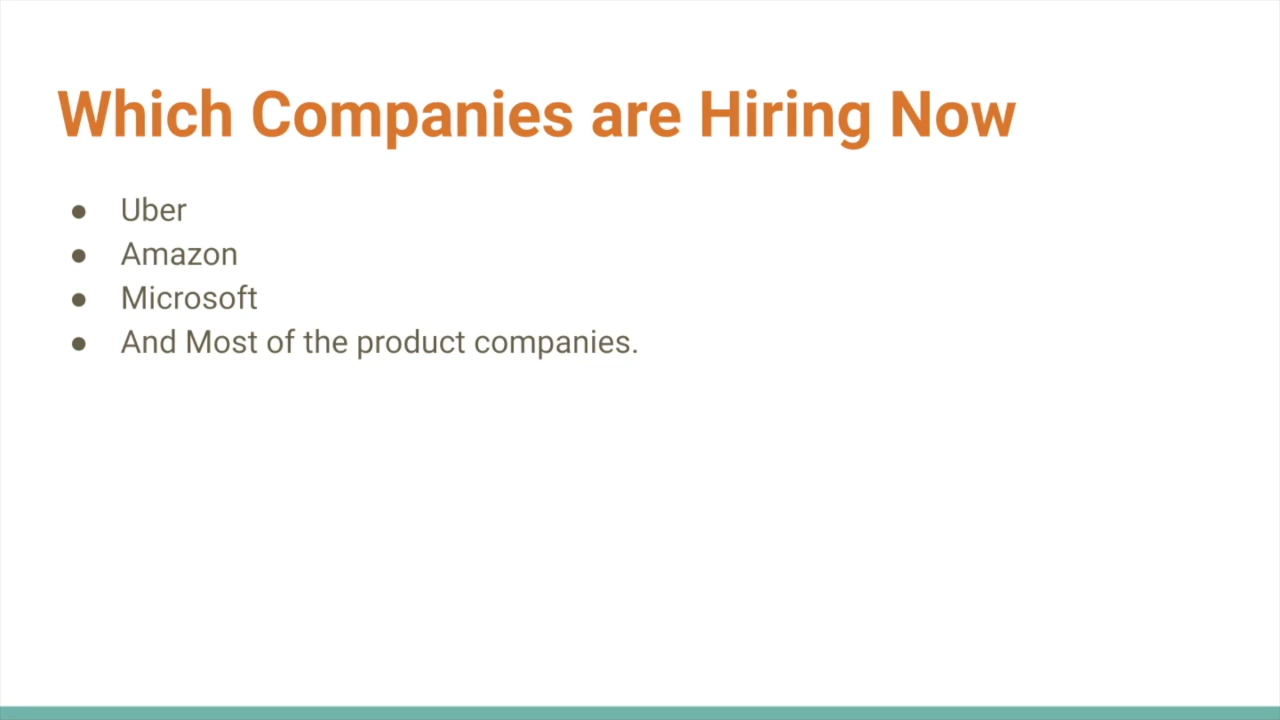 Which Companies are Hiring Now
● Uber
● Amazon
● Microsoft
● And Most of the product companies.